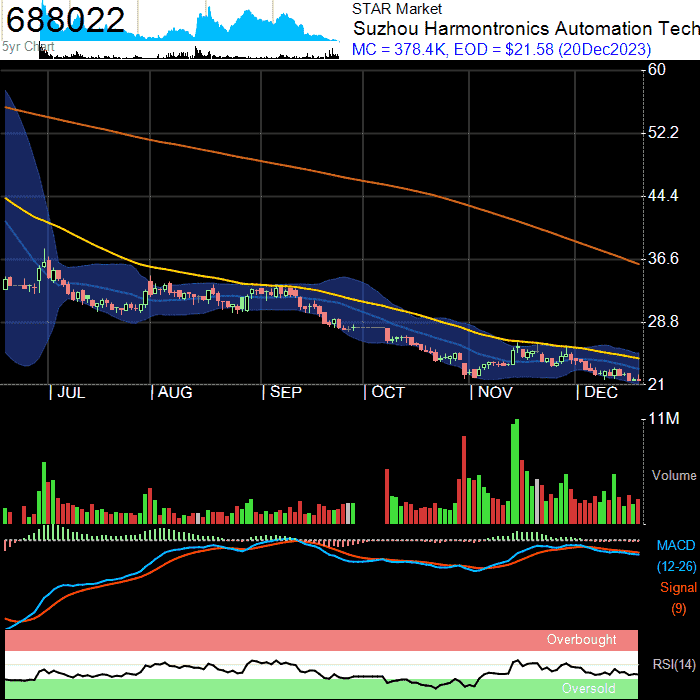 688022
5yr Chart
STAR Market
Suzhou Harmontronics Automation Tech
MC = 378.4K, EOD = $21.58 (20Dec2023)
60
52.2
44.4
36.6
28.8
21
| JUL | AUG | SEP | OCT | NOV | DEC
11M
Volume
MACD
(12-26)
Signal
(9)
Overbought
RSI(14)
Oversold